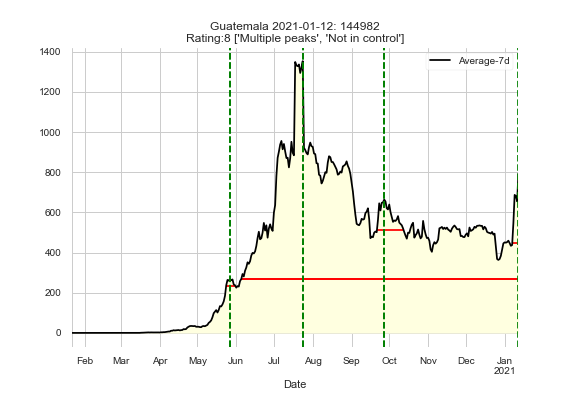 Guatemala 2021-01-12: 144982
Rating:8 ['Multiple peaks', 'Not in control']
1400
1200
1000
800
600
400
200
0
Average-7d
Feb Mar Apr May Jun Jul Aug Sep Oct Nov Dec Jan
2021
Date